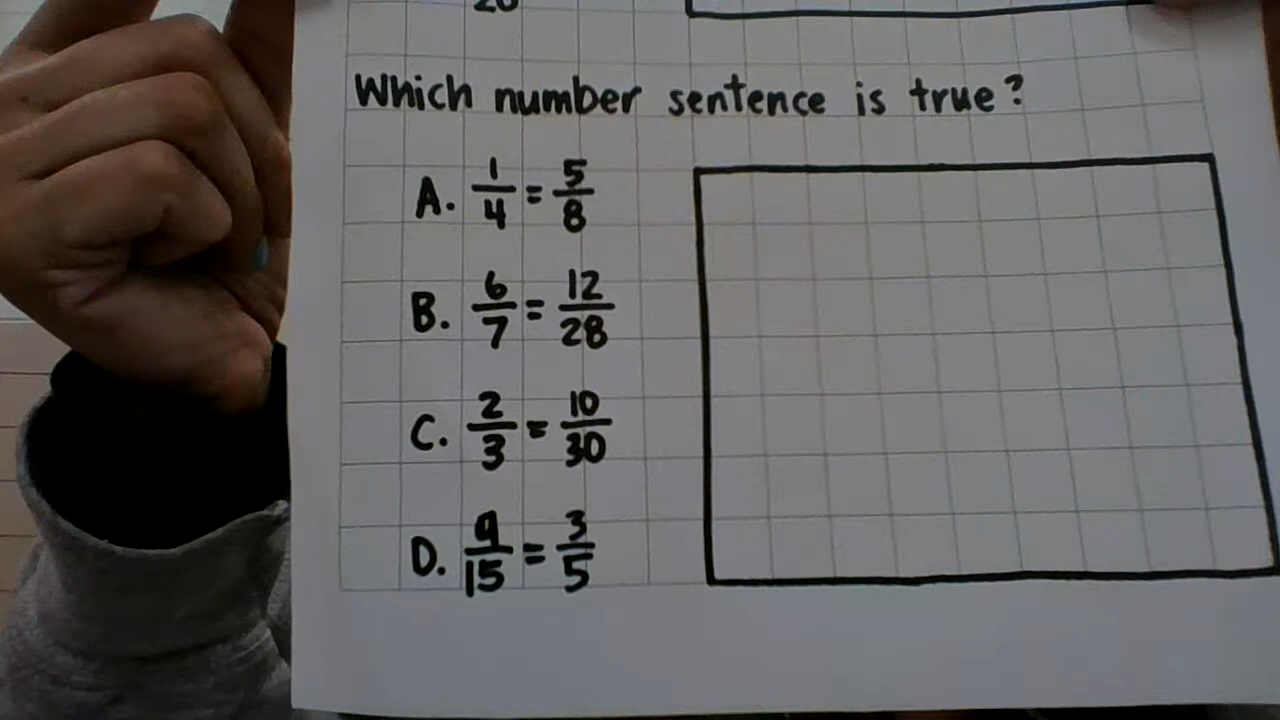 20
Which number sentence is true?
A. 1/4 = 5/8
B. 6/7 = 12/28
C. 2/3 = 10/30
D. 9/15 = 3/5